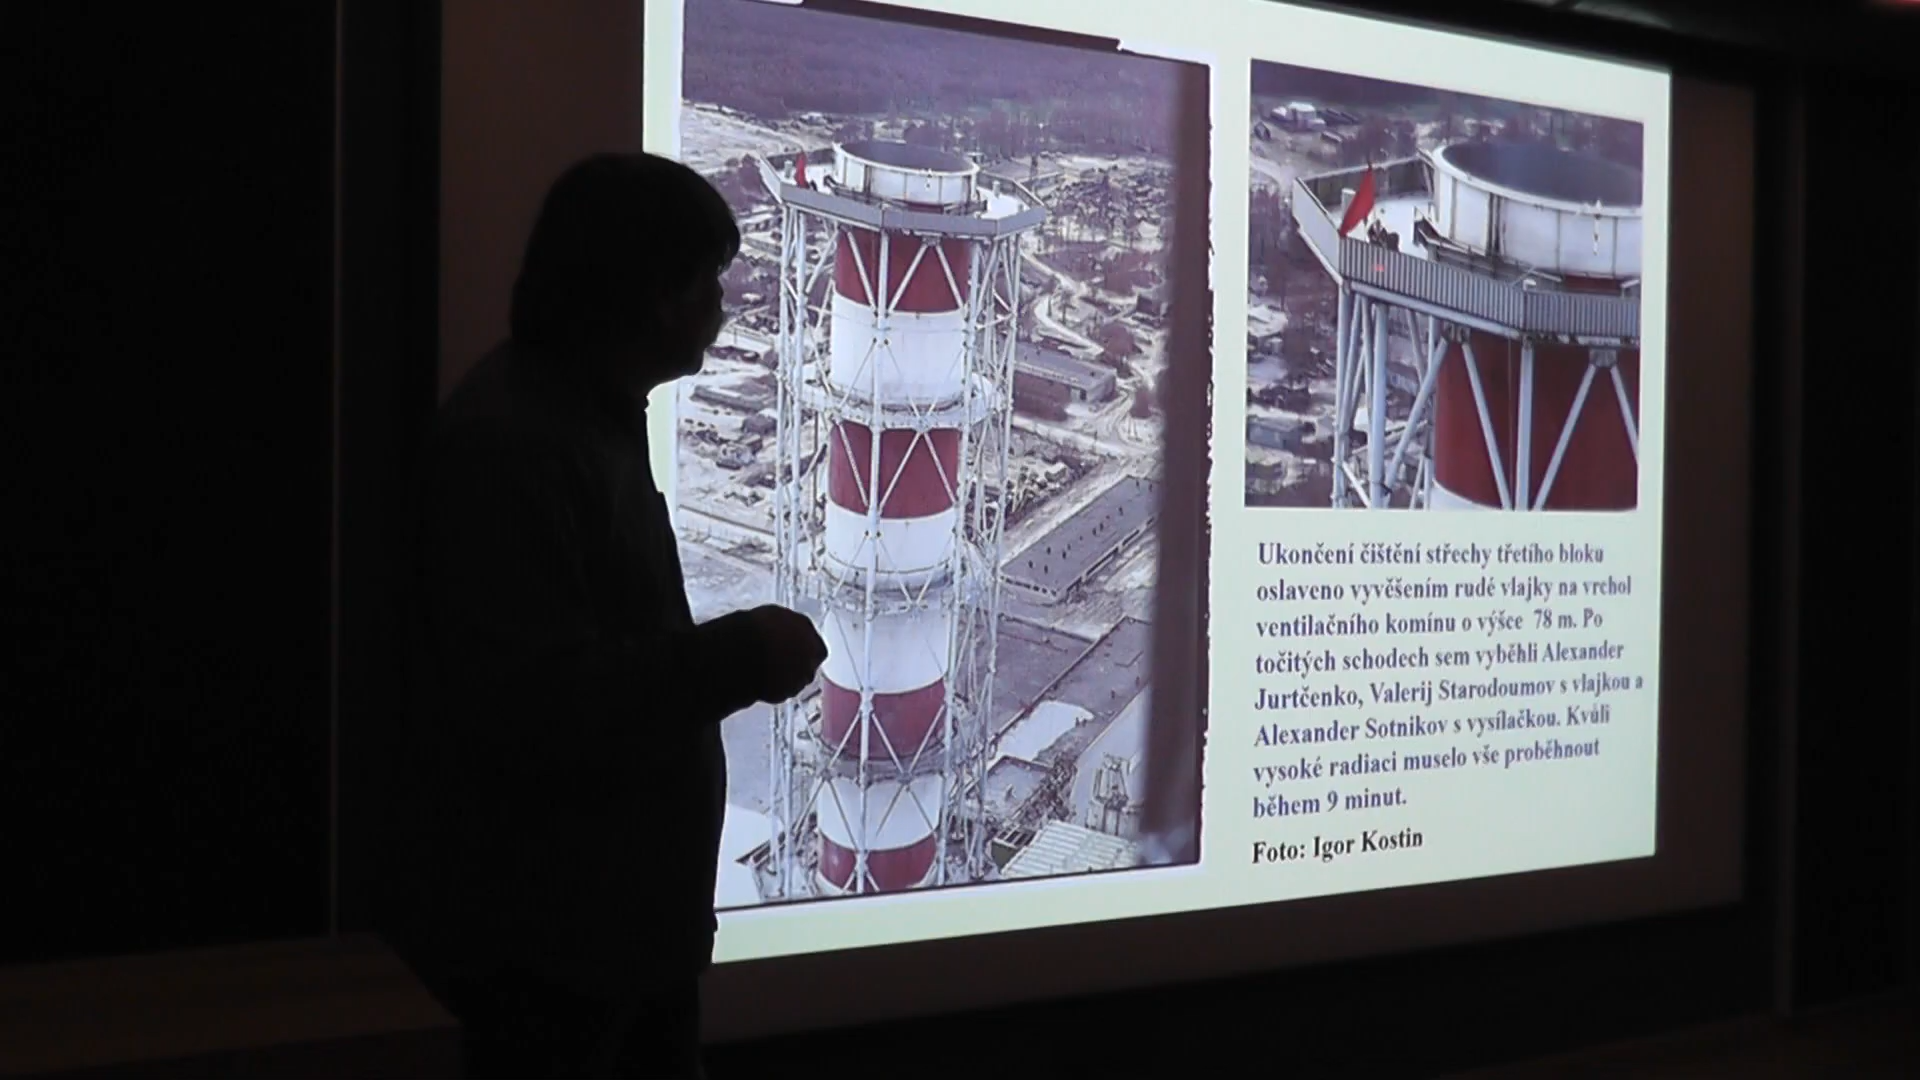 Ukončení čištění střechy třetího bloku
oslaveno vyvěšením rudé vlajky na vrchol
ventilačního komínu o výšce 78 m. Po
točitých schodech sem vyběhli Alexander
Jurtčenko, Valerij Starodoumov s vlajkou a
Alexander Sotnikov s vysílačkou. Kvůli
vysoké radiaci muselo vše proběhnout
během 9 minut.
Foto: Igor Kostin